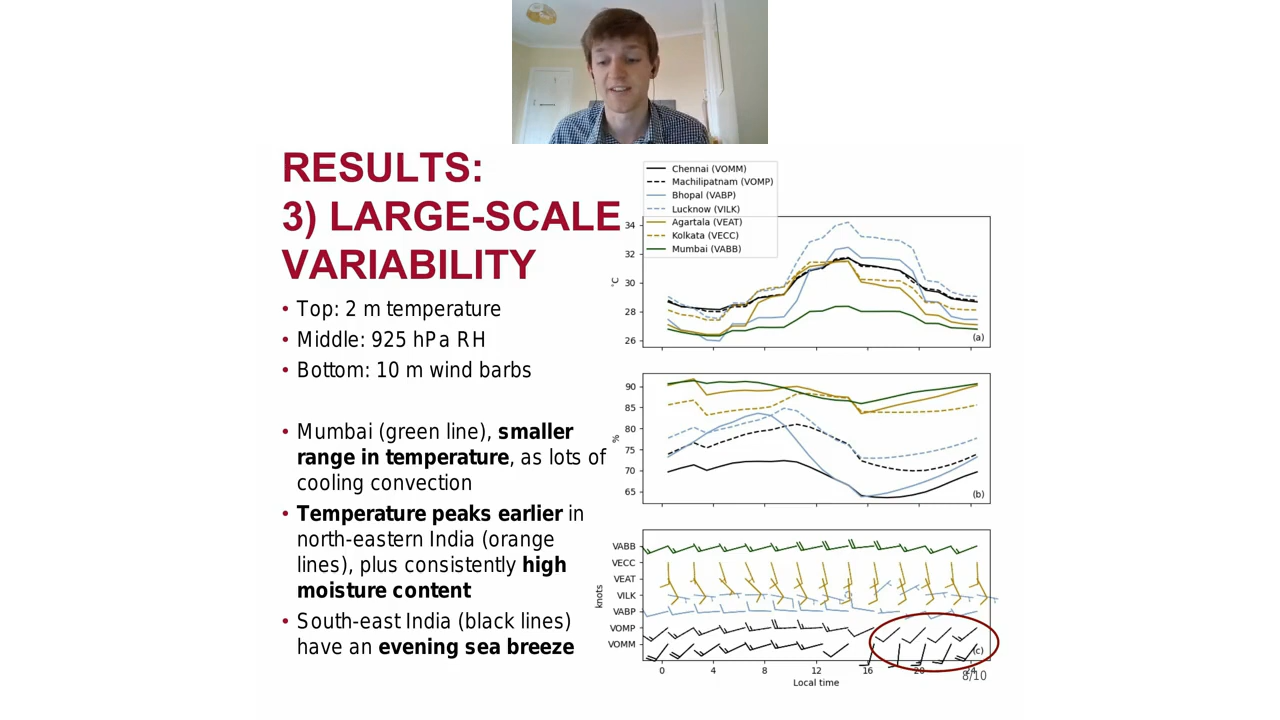 RESULTS:
3) LARGE-SCALE
VARIABILITY
• Top: 2 m temperature
• Middle: 925 hPa RH
• Bottom: 10 m wind barbs
• Mumbai (green line), smaller
range in temperature, as lots of
cooling convection
• Temperature peaks earlier in
north-eastern India (orange
lines), plus consistently high
moisture content
• South-east India (black lines)
have an evening sea breeze
Chennai (VOMM)
Machilipatnam (VOMP)
Bhopal (VABP)
Lucknow (VILK)
Agartala (VEAT)
Kolkata (VECC)
Mumbai (VABB)
34
32
30
28
26
°C
(a)
90
85
80
75
70
65
%
(b)
VABB
VECC
VEAT
VILK
VABP
VOMP
VOMM
knots
(c)
0 4 8 12 16 20 24
Local time
8/10